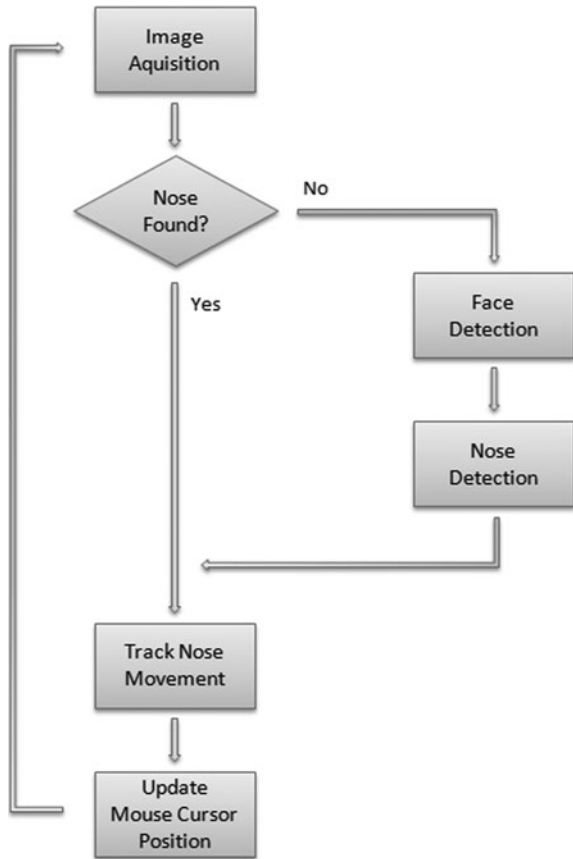 Image
Aquisition
Nose
Found?
No
Yes
Face
Detection
Nose
Detection
Track Nose
Movement
Update
Mouse Cursor
Position